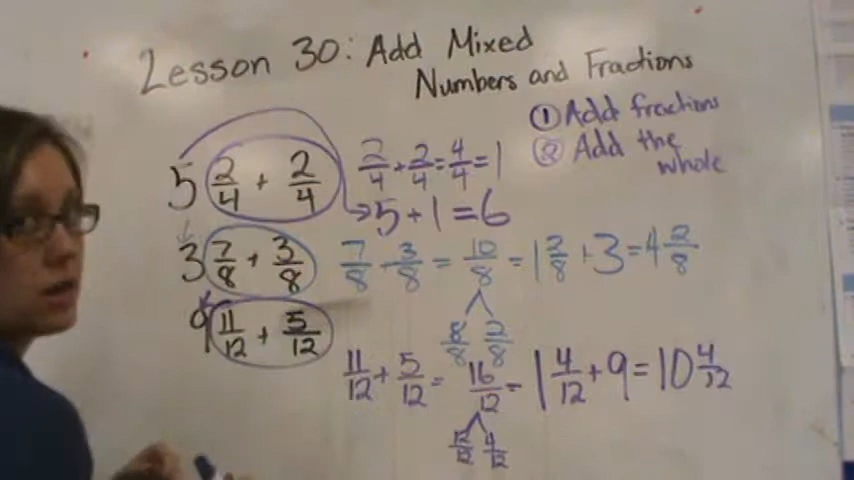 Lesson 30: Add Mixed
Numbers and Fractions
① Add fractions
② Add the
whole
5 2/4 + 2/4
2/4 + 2/4 = 4/4 = 1
5 + 1 = 6
3 7/8 + 3/8
7/8 + 3/8 = 10/8 = 1 2/8 + 3 = 4 2/8
8/8 2/8
9 11/12 + 5/12
11/12 + 5/12 = 16/12 = 1 4/12 + 9 = 10 4/12
12/12 4/12